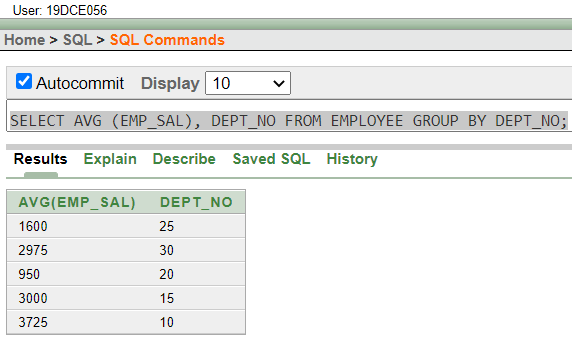 User: 19DCE056
Home > SQL > SQL Commands
Autocommit Display 10
SELECT AVG (EMP_SAL), DEPT_NO FROM EMPLOYEE GROUP BY DEPT_NO;
Results Explain Describe Saved SQL History
AVG(EMP_SAL) DEPT_NO
1600 25
2975 30
950 20
3000 15
3725 10